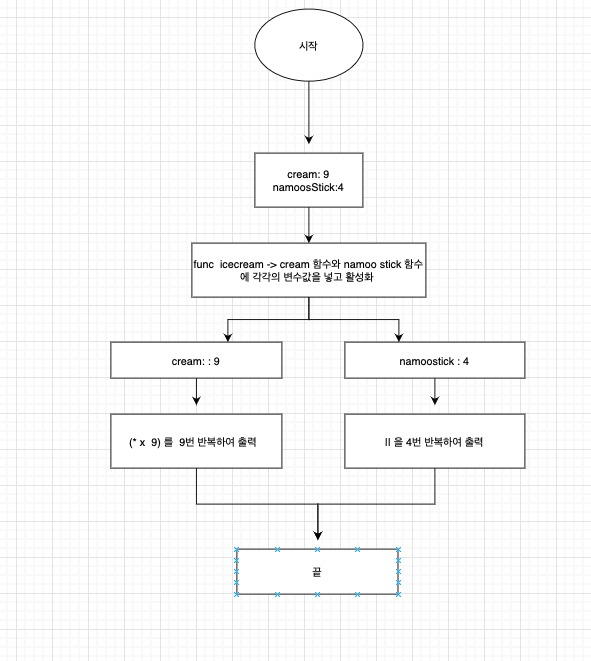 시작
cream: 9
namoosStick:4
func icecream -> cream 함수와 namoo stick 함수
에 각각의 변수값을 넣고 활성화
cream: : 9
namoostick : 4
(* x 9) 를 9번 반복하여 출력
II 을 4번 반복하여 출력
끝